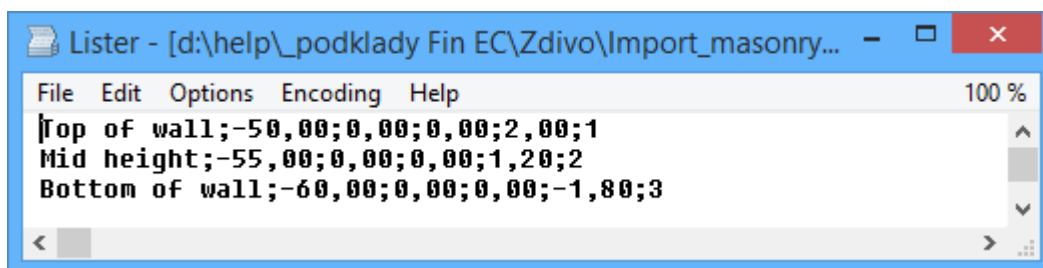 Lister - [d:\help\_podklady Fin EC\Zdivo\Import_masonry...
File Edit Options Encoding Help 100 %
Top of wall;-50,00;0,00;0,00;2,00;1
Mid height;-55,00;0,00;0,00;1,20;2
Bottom of wall;-60,00;0,00;0,00;-1,80;3